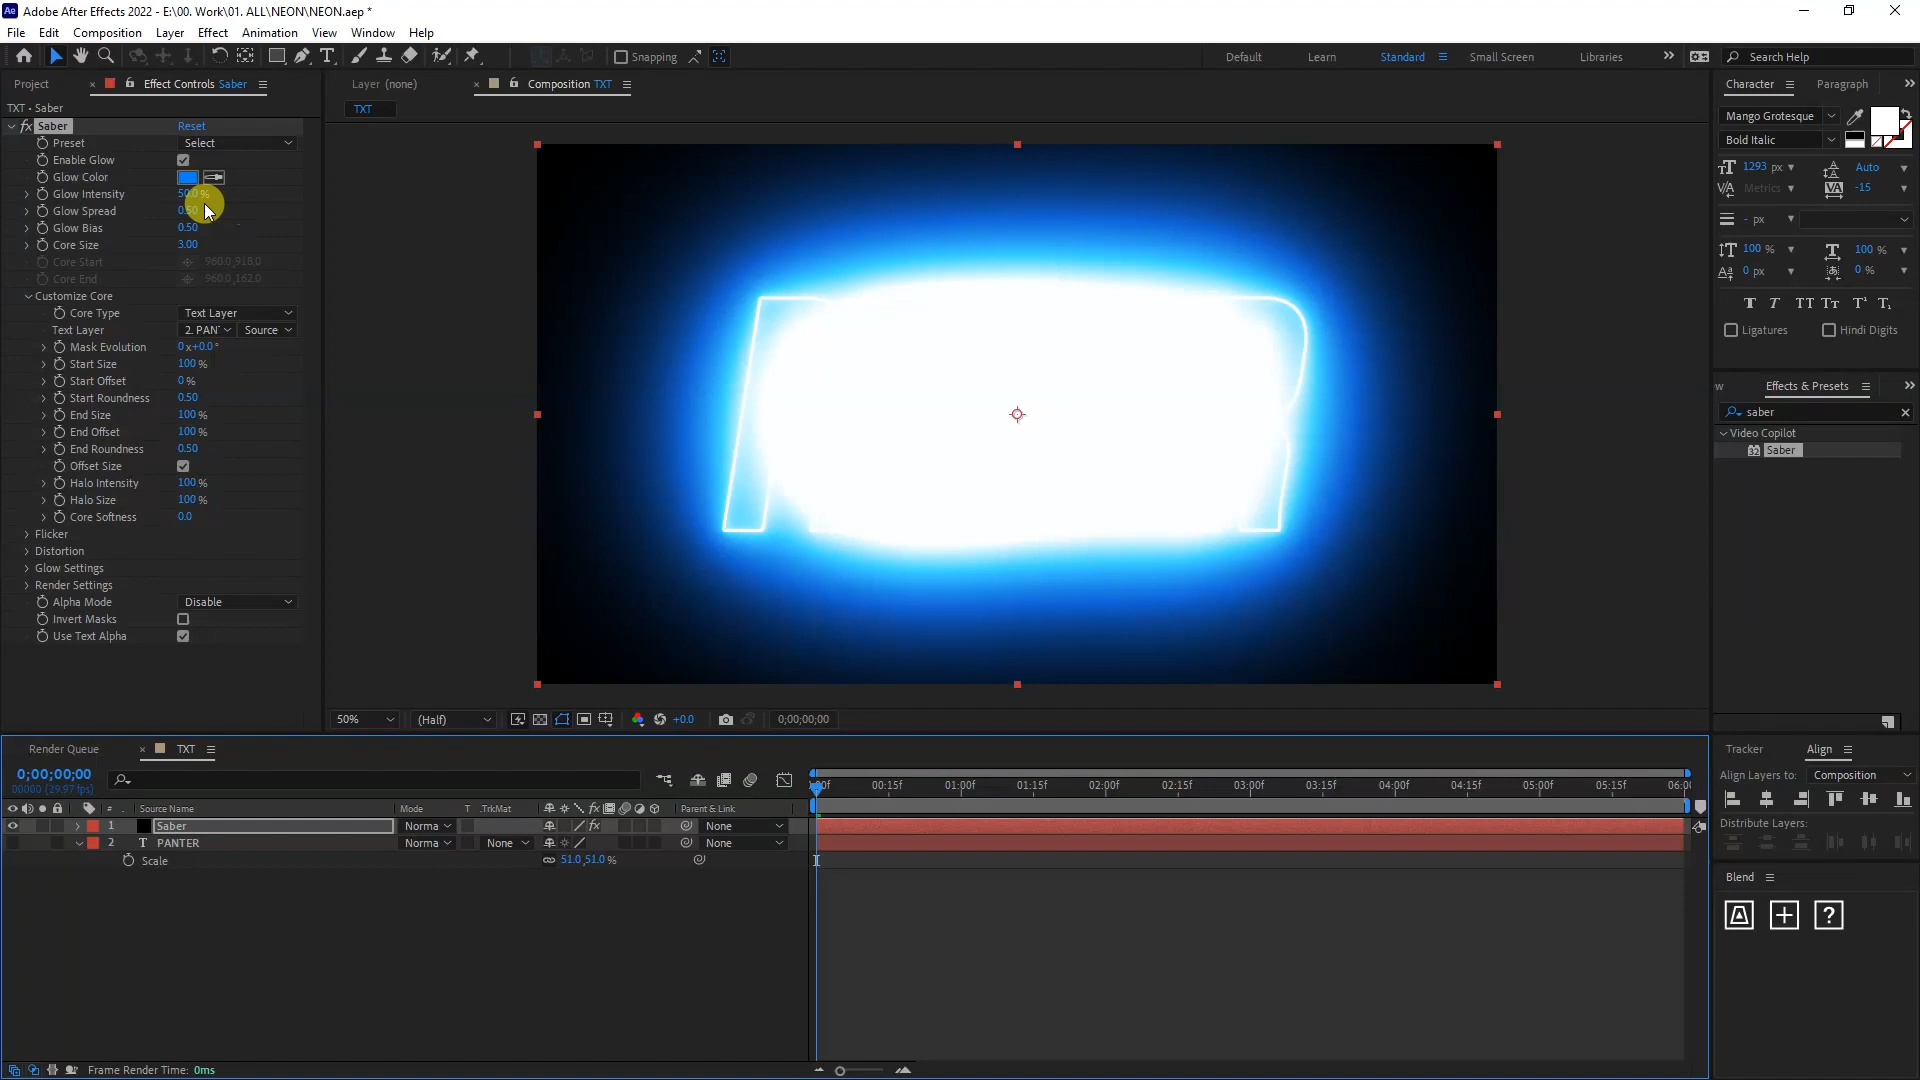 Adobe After Effects 2022 - E:\00. Work\01. ALL\NEON\NEON.aep *
File Edit Composition Layer Effect Animation View Window Help
Snapping Default Learn Standard Small Screen Libraries Search Help
Project Effect Controls Saber Layer (none) Composition TXT Character Paragraph
TXT • Saber
TXT
fx Saber Reset
Preset Select
Enable Glow
Glow Color
Glow Intensity 50.0 %
Glow Spread 0.50
Glow Bias 0.50
Core Size 3.00
Core Start 960.0,918.0
Core End 960.0,162.0
Customize Core
Core Type Text Layer
Text Layer 2. PAN Source
Mask Evolution 0x+0.0°
Start Size 100 %
Start Offset 0 %
Start Roundness 0.50
End Size 100 %
End Offset 100 %
End Roundness 0.50
Offset Size
Halo Intensity 100 %
Halo Size 100 %
Core Softness 0.0
Flicker
Distortion
Glow Settings
Render Settings
Alpha Mode Disable
Invert Masks
Use Text Alpha
50% (Half) +0.0 0;00;00;00
Mango Grotesque
Bold Italic
1293 px Auto
Metrics -15
- px
100 % 100 %
0 px 0 %
Ligatures Hindi Digits
Effects & Presets
saber
Video Copilot
32 Saber
Render Queue TXT
0;00;00;00
00000 (29.97 fps)
00f 00:15f 01:00f 01:15f 02:00f 02:15f 03:00f 03:15f 04:00f 04:15f 05:00f 05:15f 06:0
# Source Name Mode T .TrkMat Parent & Link
1 Saber Norma fx None
2 T PANTER Norma None None
Scale 51.0,51.0 %
Tracker Align
Align Layers to: Composition
Distribute Layers:
Blend
Frame Render Time: 0ms